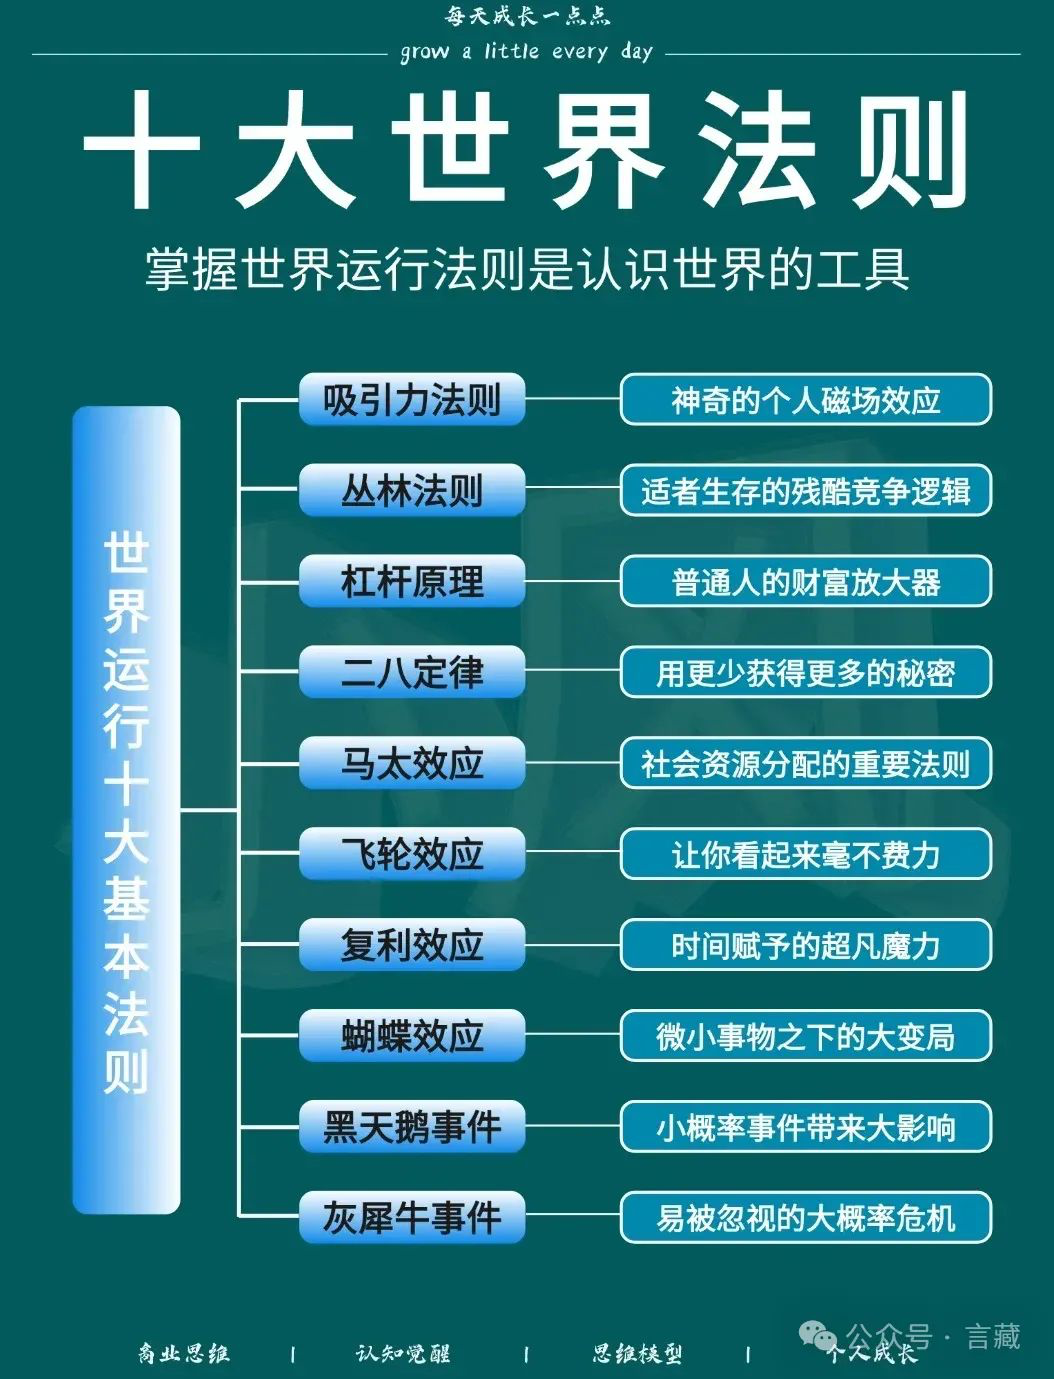 每天成长一点点
grow a little every day
十大世界法则
掌握世界运行法则是认识世界的工具
世界运行十大基本法则
吸引力法则
神奇的个人磁场效应
丛林法则
适者生存的残酷竞争逻辑
杠杆原理
普通人的财富放大器
二八定律
用更少获得更多的秘密
马太效应
社会资源分配的重要法则
飞轮效应
让你看起来毫不费力
复利效应
时间赋予的超凡魔力
蝴蝶效应
微小事物之下的大变局
黑天鹅事件
小概率事件带来大影响
灰犀牛事件
易被忽视的大概率危机
商业思维 | 认知觉醒 | 思维模型 | 个人成长
公众号·言藏